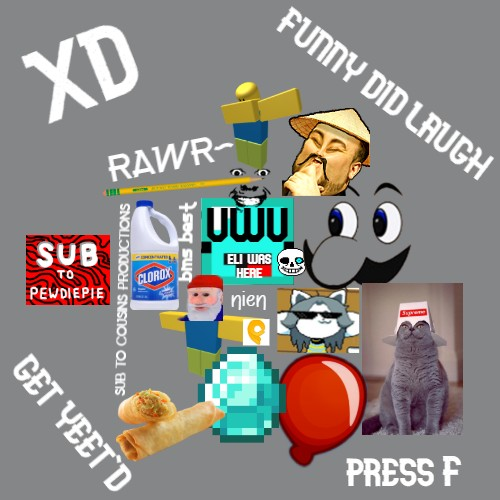 XD
FUNNY DID LAUGH
RAWR~
SUB TO COUSINS PRODUCTIONS
bms best
UWU
ELI WAS
HERE
SUB
TO
PEWDIEPIE
CLOROX
nien
Supreme
GET YEET'D
PRESS F